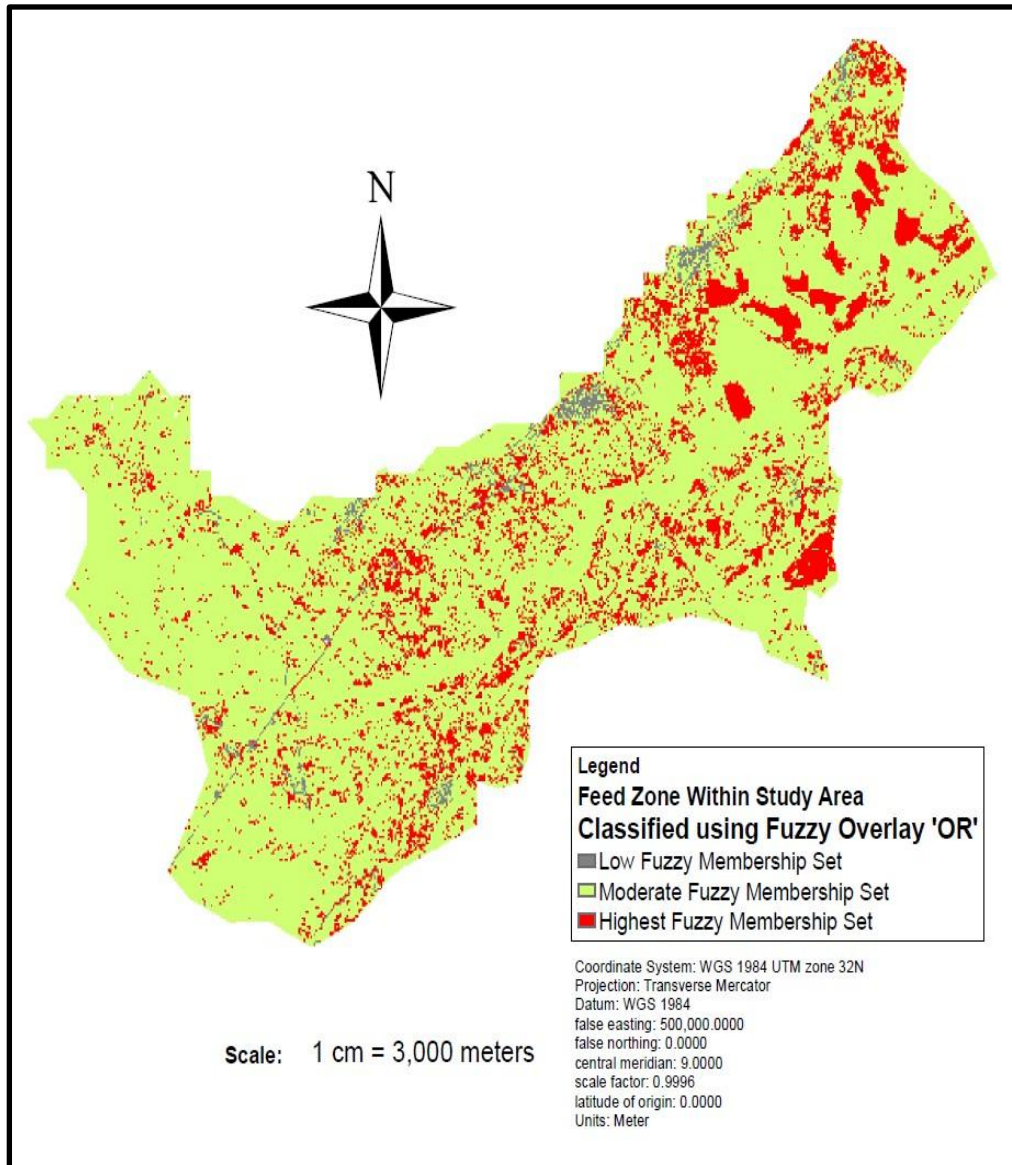 N
Legend
Feed Zone Within Study Area
Classified using Fuzzy Overlay 'OR'
Low Fuzzy Membership Set
Moderate Fuzzy Membership Set
Highest Fuzzy Membership Set
Coordinate System: WGS 1984 UTM zone 32N
Projection: Transverse Mercator
Datum: WGS 1984
false easting: 500,000.0000
false northing: 0.0000
central meridian: 9.0000
scale factor: 0.9996
latitude of origin: 0.0000
Units: Meter
Scale: 1 cm = 3,000 meters